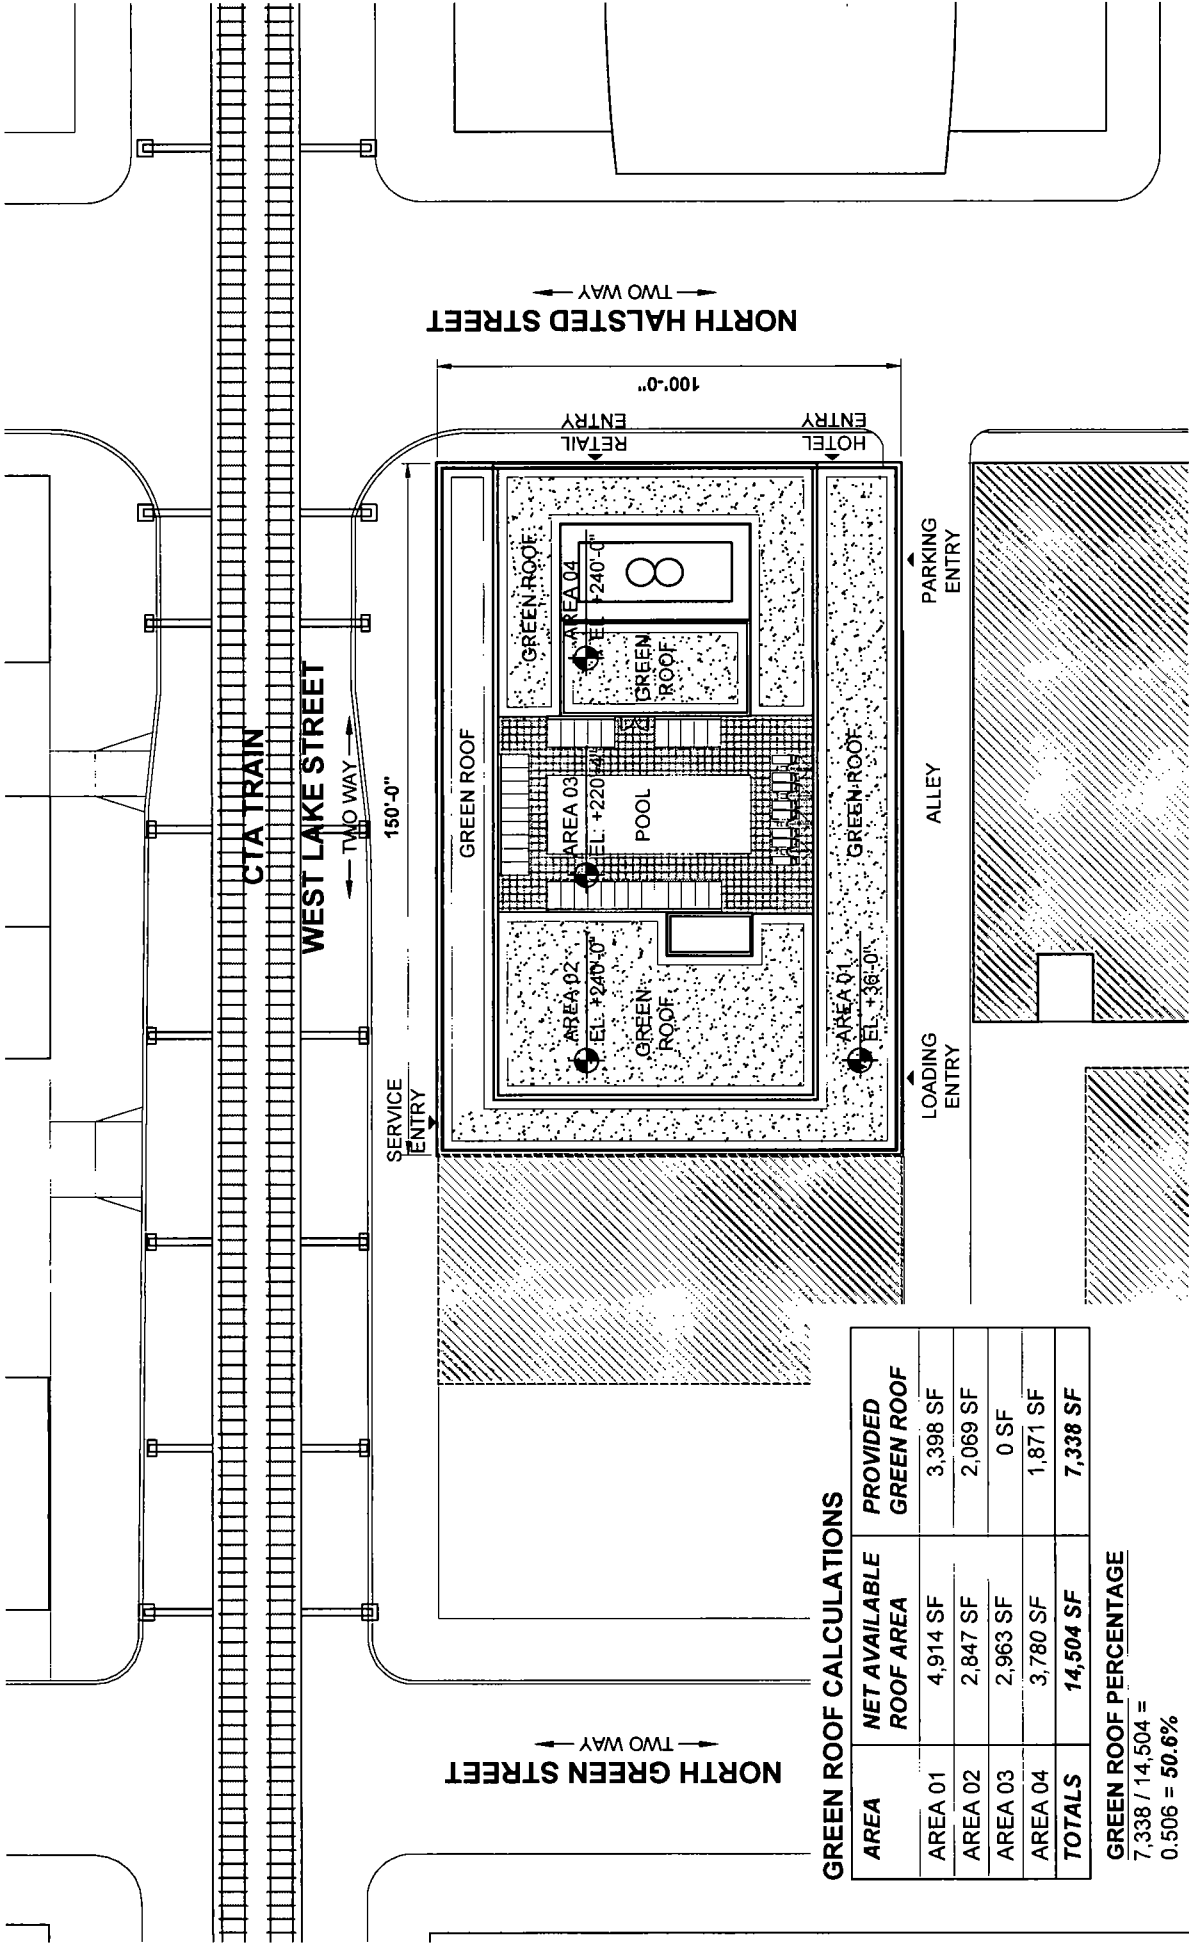 CTA TRAIN
WEST LAKE STREET
TWO WAY
150'-0"
NORTH HALSTED STREET
TWO WAY
100'-0"
NORTH GREEN STREET
TWO WAY
SERVICE
ENTRY
RETAIL
ENTRY
HOTEL
ENTRY
PARKING
ENTRY
LOADING
ENTRY
ALLEY
GREEN ROOF
GREEN ROOF
AREA 04
EL. +240'-0"
GREEN
ROOF
AREA 03
EL. +220'-4"
POOL
AREA 02
EL. +240'-0"
GREEN
ROOF
GREEN ROOF
AREA 01
EL. +36'-0"
GREEN ROOF CALCULATIONS
AREA NET AVAILABLE ROOF AREA PROVIDED GREEN ROOF
AREA 01 4,914 SF 3,398 SF
AREA 02 2,847 SF 2,069 SF
AREA 03 2,963 SF 0 SF
AREA 04 3,780 SF 1,871 SF
TOTALS 14,504 SF 7,338 SF
GREEN ROOF PERCENTAGE
7,338 / 14,504 =
0.506 = 50.6%